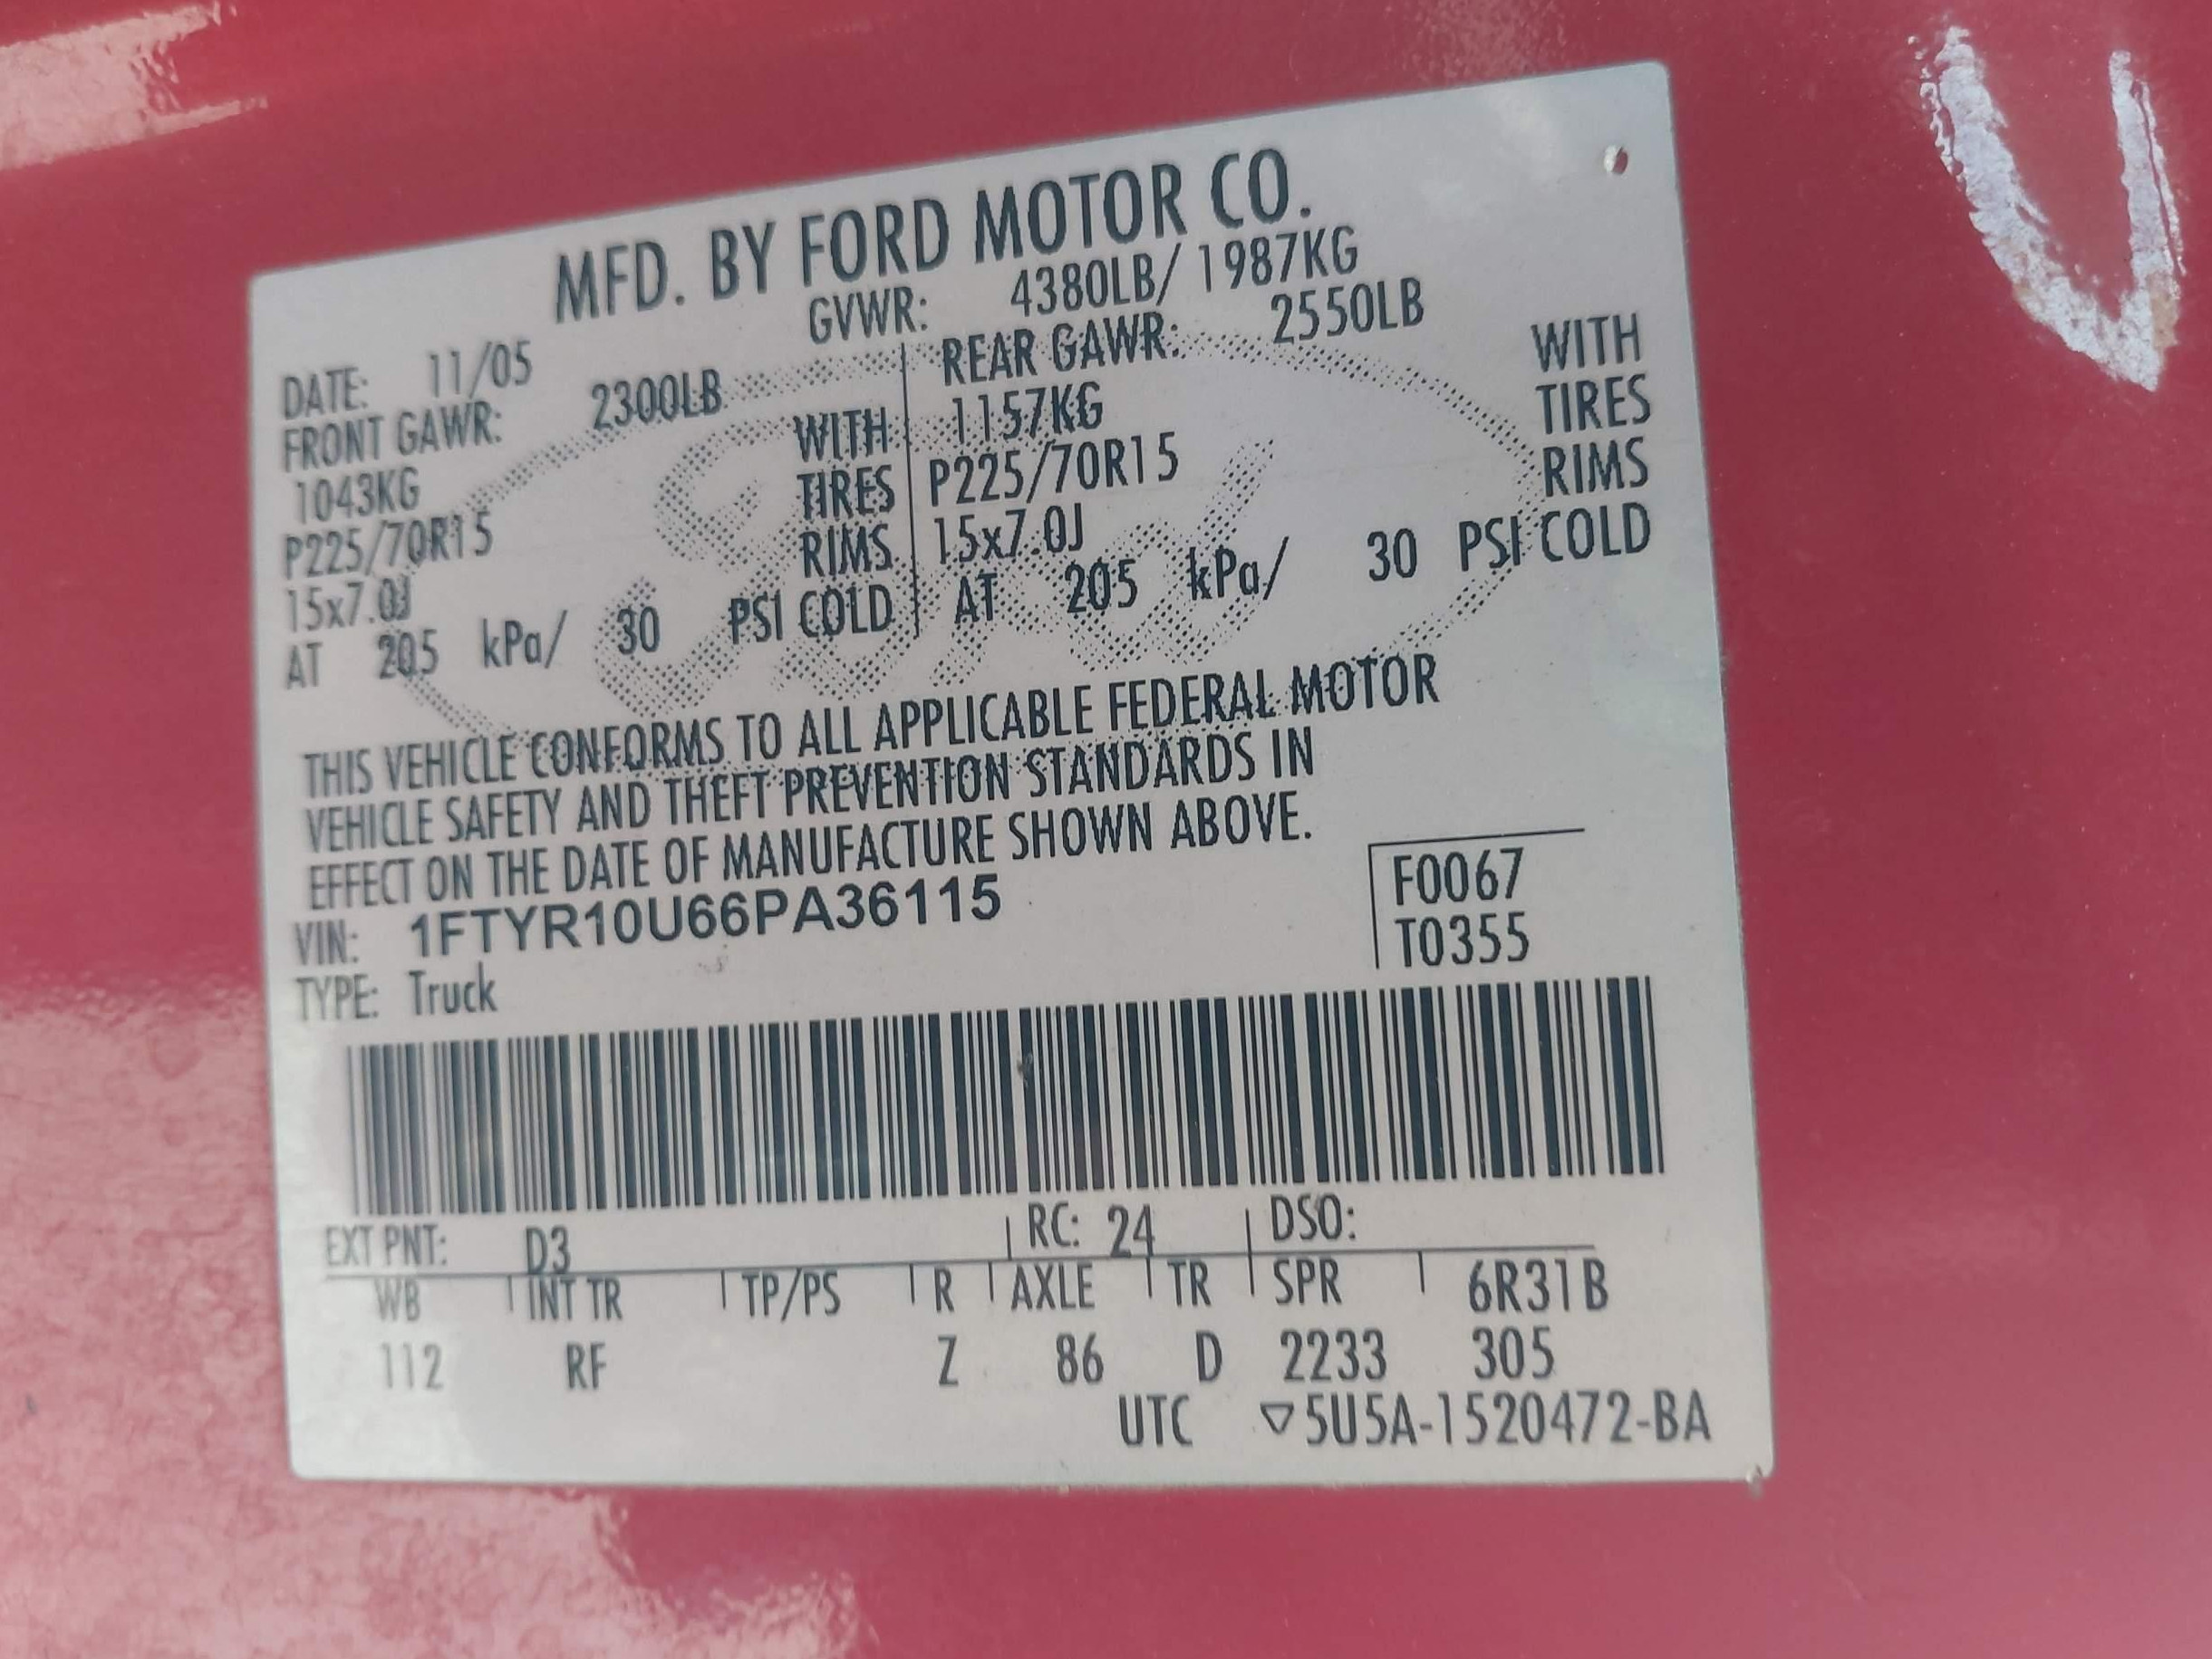 MFD. BY FORD MOTOR CO.
DATE: 11/05 GVWR: 4380LB/ 1987KG
FRONT GAWR: 2300LB
1043KG WITH
P225/70R15 TIRES
15x7.0J RIMS
AT 205 kPa/ 30 PSI COLD
REAR GAWR: 2550LB
1157KG WITH
P225/70R15 TIRES
15x7.0J RIMS
AT 205 kPa/ 30 PSI COLD
THIS VEHICLE CONFORMS TO ALL APPLICABLE FEDERAL MOTOR
VEHICLE SAFETY AND THEFT PREVENTION STANDARDS IN
EFFECT ON THE DATE OF MANUFACTURE SHOWN ABOVE.
VIN: 1FTYR10U66PA36115
TYPE: Truck
F0067
T0355
EXT PNT: D3 RC: 24 DSO:
WB INT TR TP/PS R AXLE TR SPR 6R31B
112 RF Z 86 D 2233 305
UTC ▽5U5A-1520472-BA